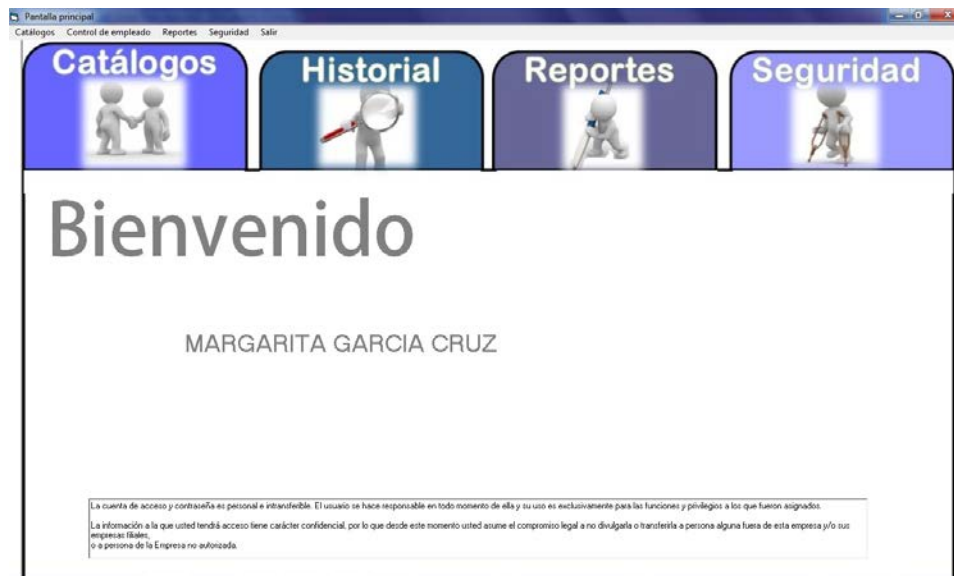 Pantalla principal
Catálogos Control de empleado Reportes Seguridad Salir
Catálogos Historial Reportes Seguridad
Bienvenido
MARGARITA GARCIA CRUZ
La cuenta de acceso y contraseña es personal e intransferible. El usuario se hace responsable en todo momento de ella y su uso es exclusivamente para las funciones y privilegios a los que fueron asignados.
La información a la que usted tendrá acceso tiene carácter confidencial, por lo que desde este momento usted asume el compromiso legal a no divulgarla o transferirla a persona alguna fuera de esta empresa y/o sus
empresas filiales,
o a persona de la Empresa no autorizada.